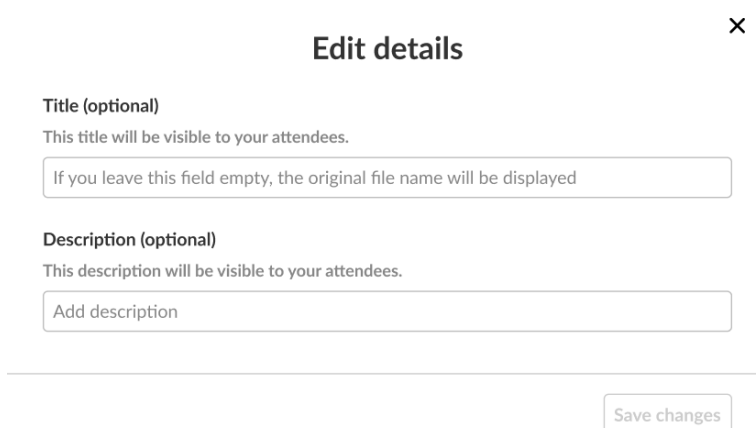 Edit details
Title (optional)
This title will be visible to your attendees.
If you leave this field empty, the original file name will be displayed
Description (optional)
This description will be visible to your attendees.
Add description
Save changes